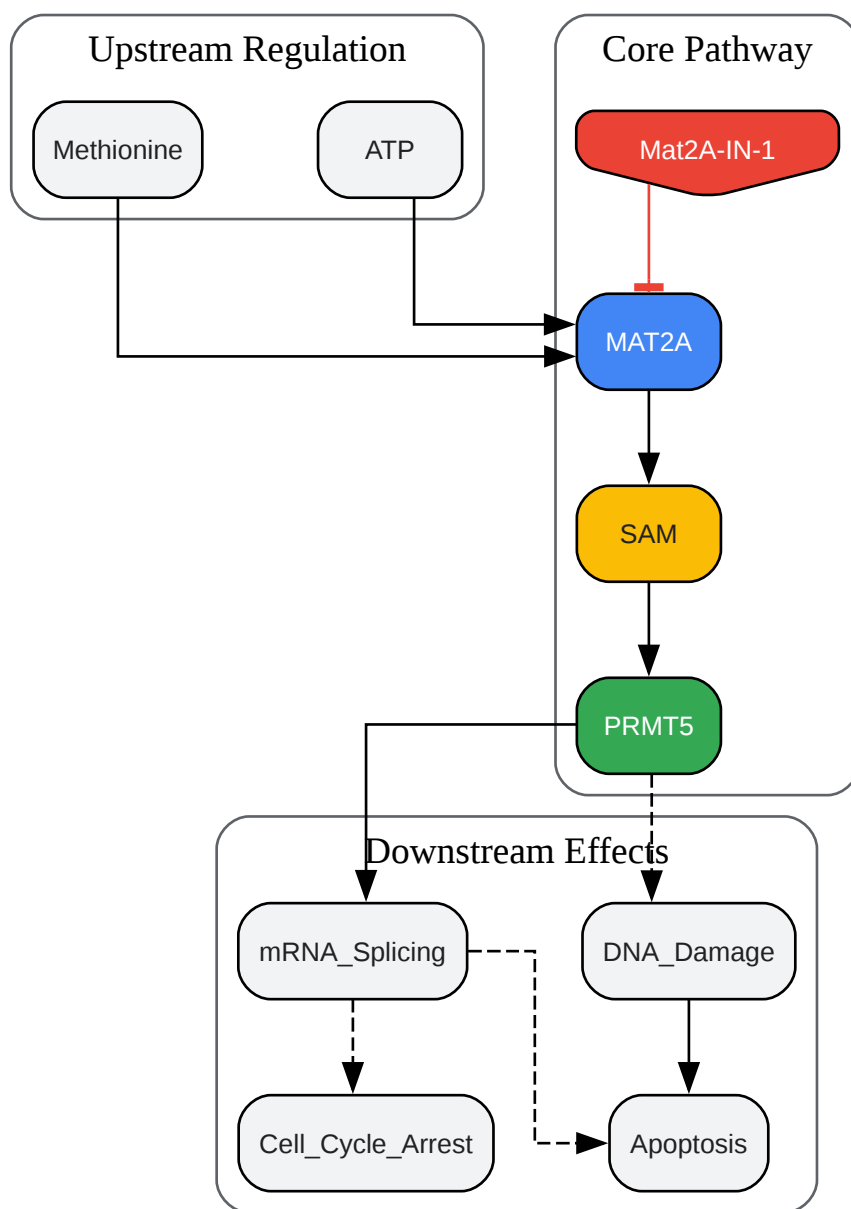 Upstream Regulation
Core Pathway
Methionine
ATP
Mat2A-IN-1
MAT2A
SAM
PRMT5
Downstream Effects
mRNA_Splicing
DNA_Damage
Cell_Cycle_Arrest
Apoptosis